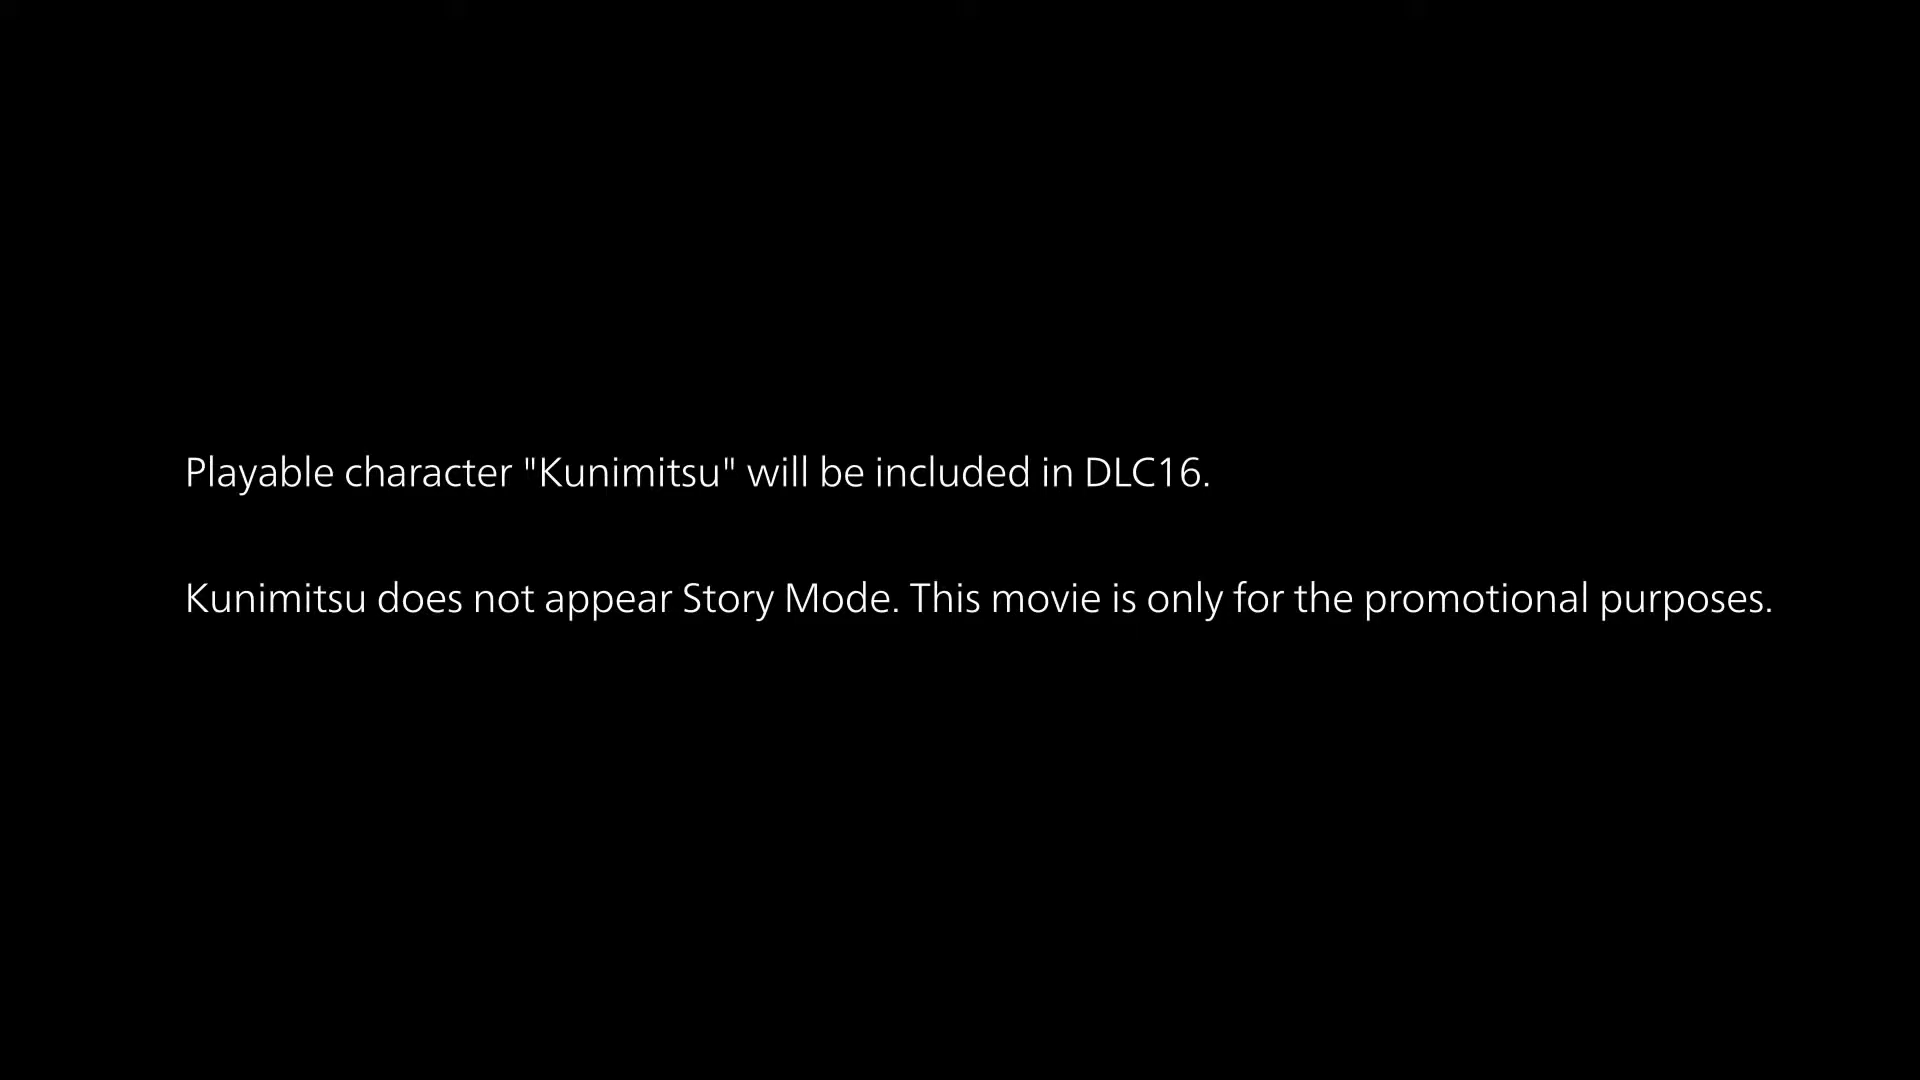 Playable character "Kunimitsu" will be included in DLC16.
Kunimitsu does not appear Story Mode. This movie is only for the promotional purposes.